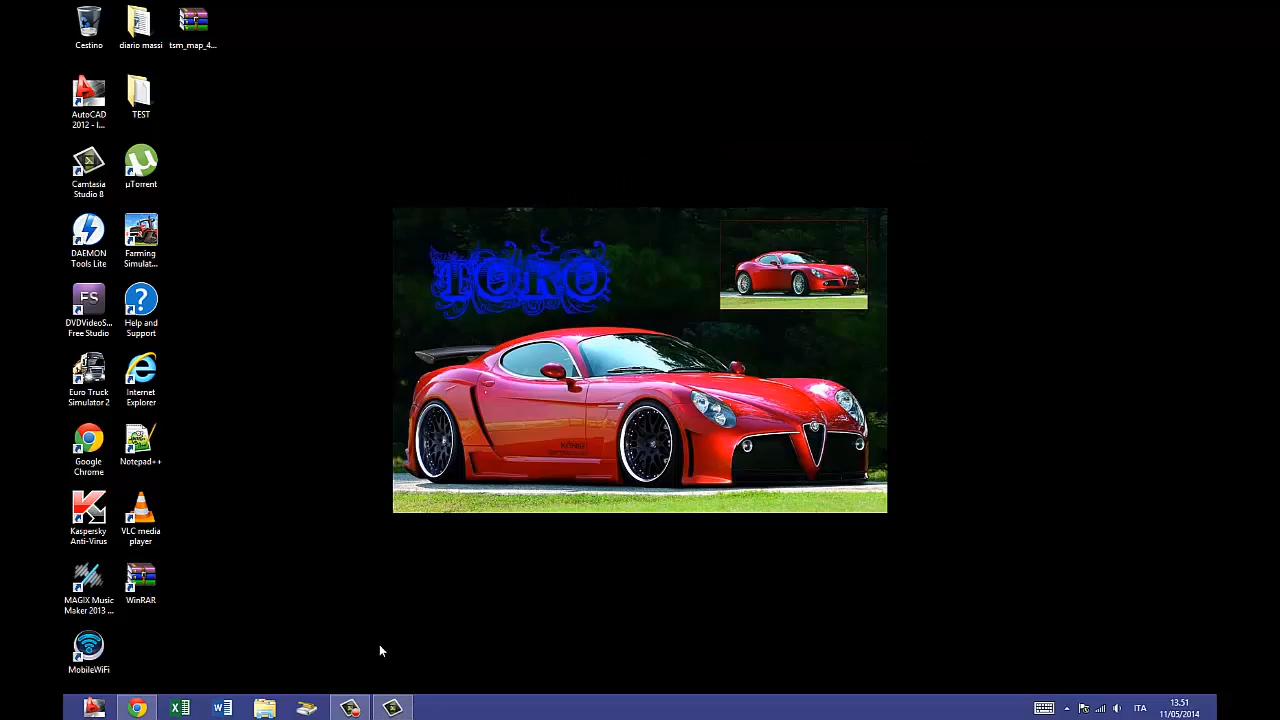 Cestino
diario massi
tsm_map_4...
AutoCAD
2012 - I...
TEST
Camtasia
Studio 8
µTorrent
DAEMON
Tools Lite
Farming
Simulat...
FS
DVDVideoS...
Free Studio
Help and
Support
Euro Truck
Simulator 2
Internet
Explorer
Google
Chrome
Notepad++
Kaspersky
Anti-Virus
VLC media
player
MAGIX Music
Maker 2013 ...
WinRAR
MobileWiFi
TORO
KÖNIG
ITA
13.51
11/05/2014